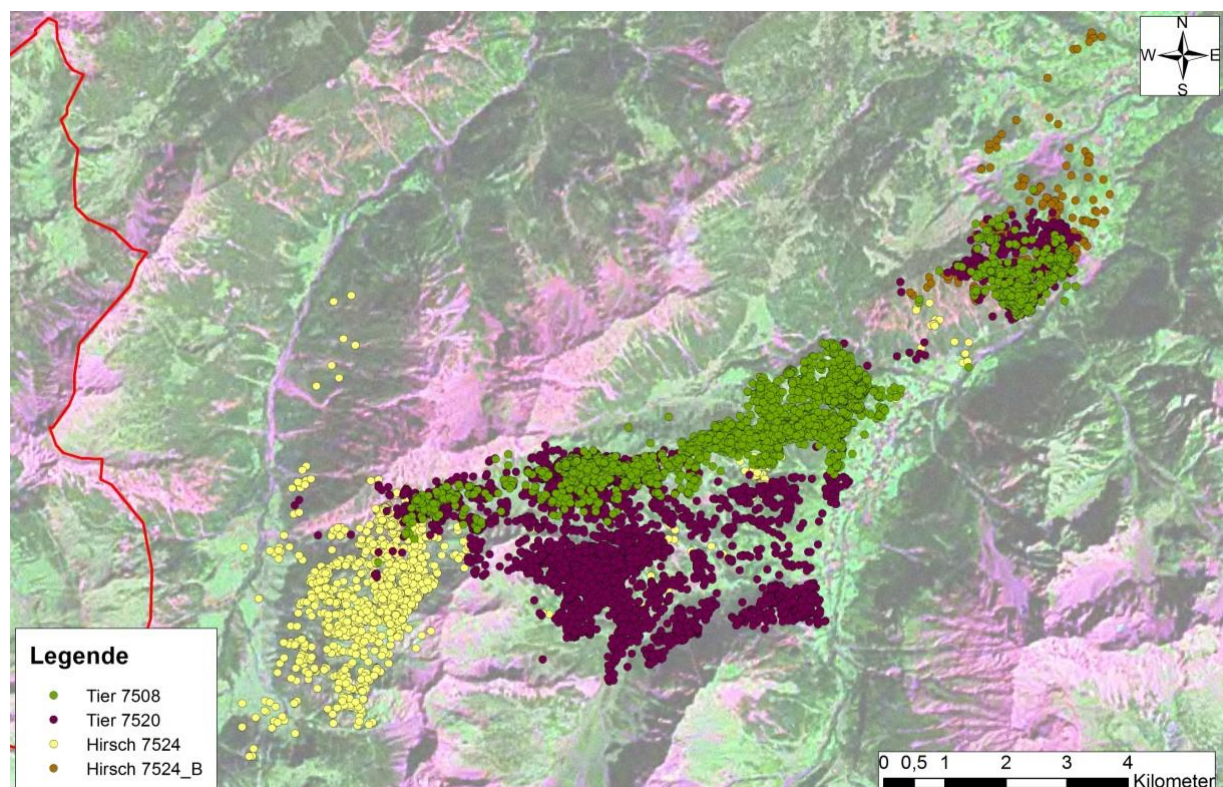 N
W E
S
Legende
Tier 7508
Tier 7520
Hirsch 7524
Hirsch 7524_B
0 0,5 1 2 3 4
Kilometer